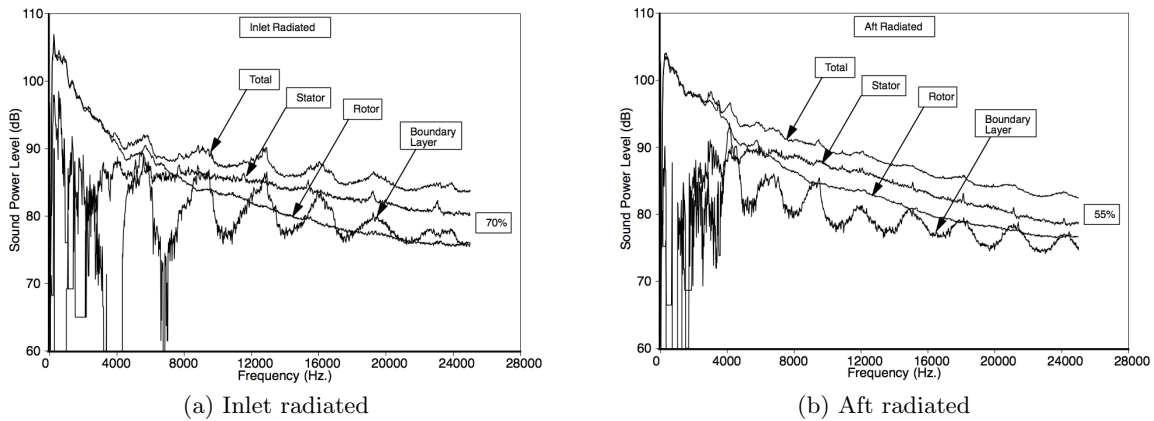 110
100
90
80
70
60
Sound Power Level (dB)
Inlet Radiated
Total
Stator
Rotor
Boundary
Layer
70%
0 4000 8000 12000 16000 20000 24000 28000
Frequency (Hz.)
(a) Inlet radiated
110
100
90
80
70
60
Sound Power Level (dB)
Aft Radiated
Total
Stator
Rotor
Boundary
Layer
55%
0 4000 8000 12000 16000 20000 24000 28000
Frequency (Hz.)
(b) Aft radiated